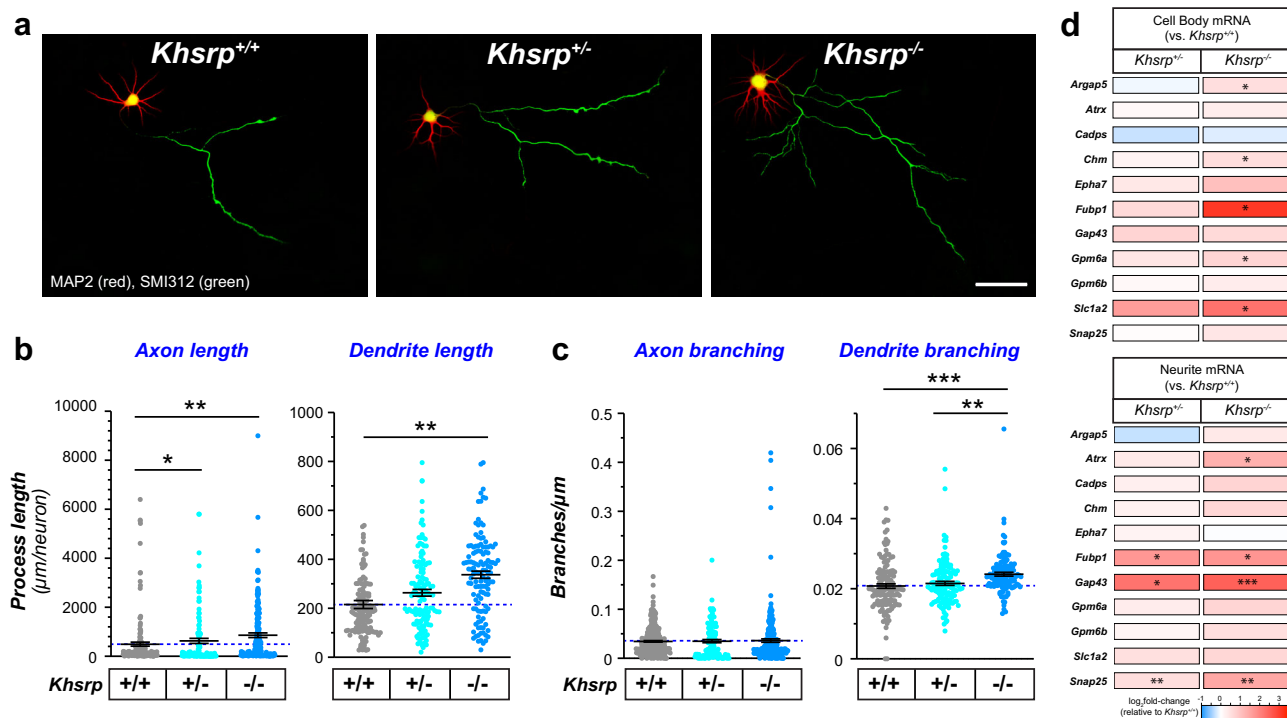 a
Khsrp+/+
Khsrp+/-
Khsrp-/-
MAP2 (red), SMI312 (green)
b
Axon length
Dendrite length
Process length
(µm/neuron)
10000
8000
6000
4000
2000
0
**
*
1000
800
600
400
200
0
**
Khsrp
+/+
+/-
-/-
+/+
+/-
-/-
c
Axon branching
Dendrite branching
Branches/µm
0.5
0.4
0.3
0.2
0.1
0
0.06
0.04
0.02
0
***
**
Khsrp
+/+
+/-
-/-
+/+
+/-
-/-
d
Cell Body mRNA
(vs. Khsrp+/+)
Khsrp+/- Khsrp-/-
Argap5 *
Atrx
Cadps
Chm *
Epha7
Fubp1 *
Gap43
Gpm6a *
Gpm6b
Slc1a2 *
Snap25
Neurite mRNA
(vs. Khsrp+/+)
Khsrp+/- Khsrp-/-
Argap5
Atrx *
Cadps
Chm
Epha7
Fubp1 * *
Gap43 * ***
Gpm6a
Gpm6b
Slc1a2
Snap25 ** **
log2fold-change
(relative to Khsrp+/+)
-1 0 1 2 3